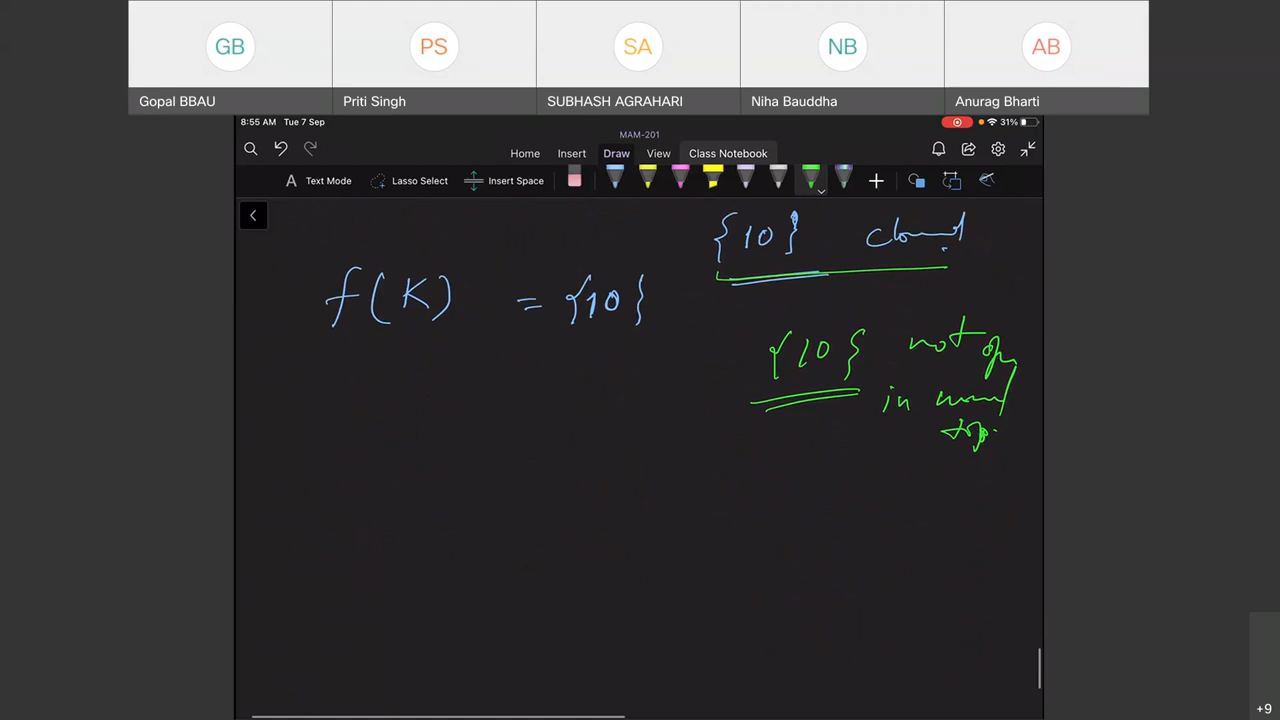 GB
PS
SA
NB
AB
Gopal BBAU
Priti Singh
SUBHASH AGRAHARI
Niha Bauddha
Anurag Bharti
8:55 AM Tue 7 Sep
31%
MAM-201
Home Insert Draw View Class Notebook
A Text Mode Lasso Select Insert Space
{10} closed
f(K) = {10}
{10} not
in
top.
+9